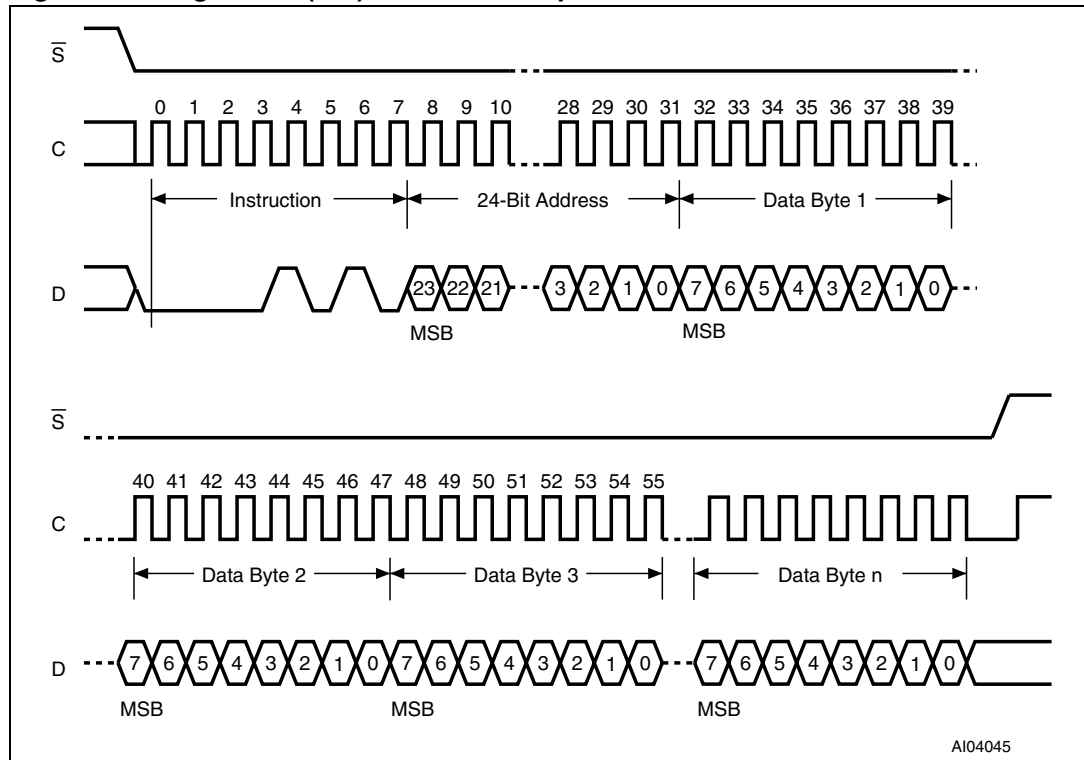 S
0 1 2 3 4 5 6 7 8 9 10 28 29 30 31 32 33 34 35 36 37 38 39
C
Instruction 24-Bit Address Data Byte 1
D 23 22 21 3 2 1 0 7 6 5 4 3 2 1 0
MSB MSB
S
40 41 42 43 44 45 46 47 48 49 50 51 52 53 54 55
C
Data Byte 2 Data Byte 3 Data Byte n
D 7 6 5 4 3 2 1 0 7 6 5 4 3 2 1 0 7 6 5 4 3 2 1 0
MSB MSB MSB
AI04045